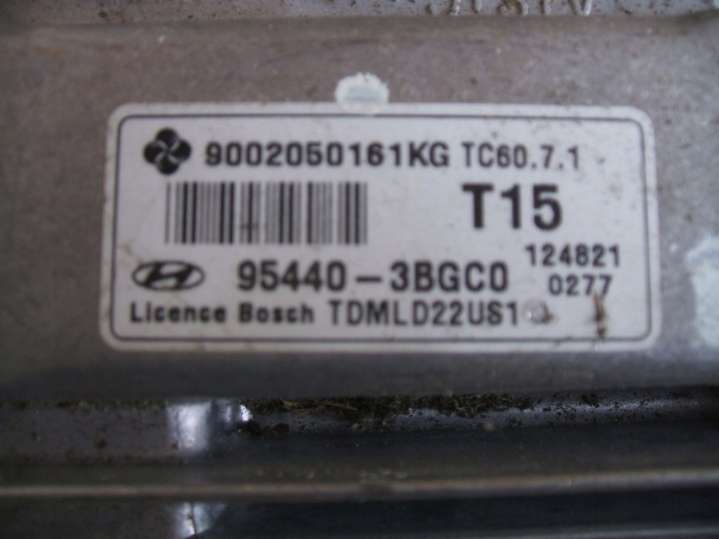 9002050161KG TC60.7.1
T15
95440-3BGC0
124821
0277
Licence Bosch TDMLD22US1